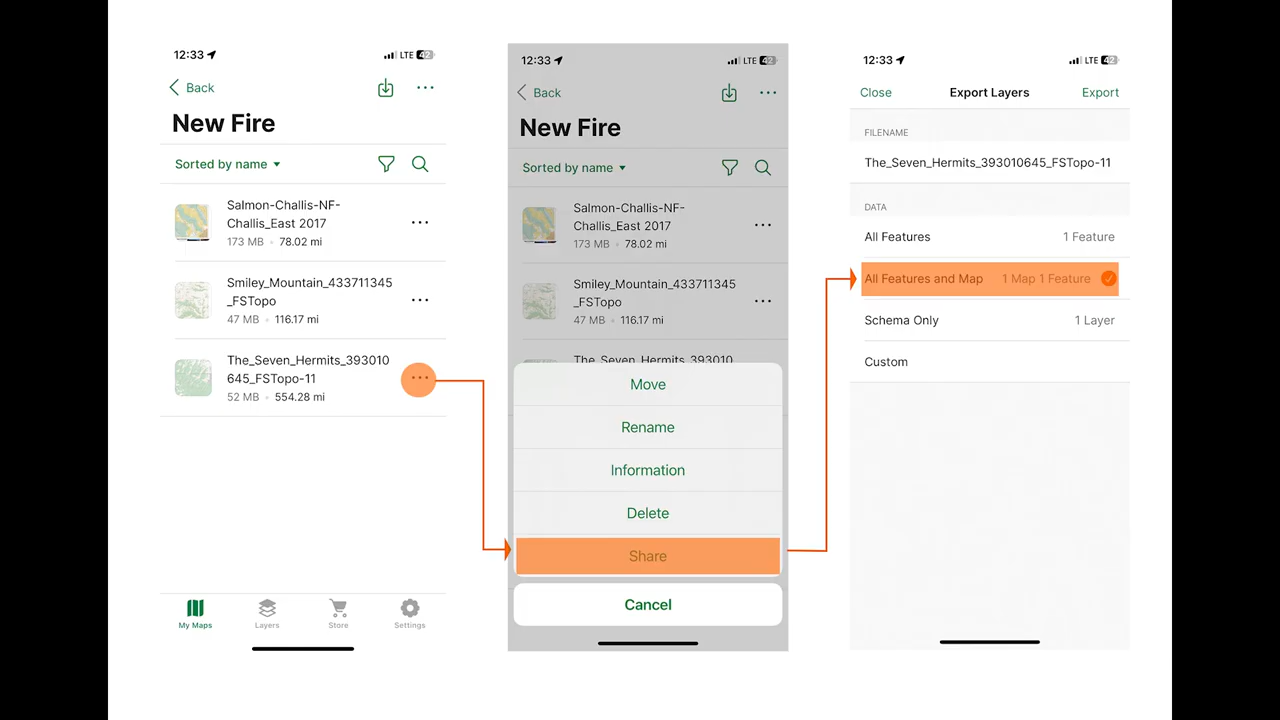 12:33
LTE 42
Back
New Fire
Sorted by name
Salmon-Challis-NF-
Challis_East 2017
173 MB • 78.02 mi
Smiley_Mountain_433711345
_FSTopo
47 MB • 116.17 mi
The_Seven_Hermits_393010
645_FSTopo-11
52 MB • 554.28 mi
My Maps
Layers
Store
Settings
12:33
LTE 42
Back
New Fire
Sorted by name
Salmon-Challis-NF-
Challis_East 2017
173 MB • 78.02 mi
Smiley_Mountain_433711345
_FSTopo
47 MB • 116.17 mi
The_Seven_Hermits_393010
Move
Rename
Information
Delete
Share
Cancel
12:33
LTE 42
Close
Export Layers
Export
FILENAME
The_Seven_Hermits_393010645_FSTopo-11
DATA
All Features 1 Feature
All Features and Map 1 Map 1 Feature
Schema Only 1 Layer
Custom